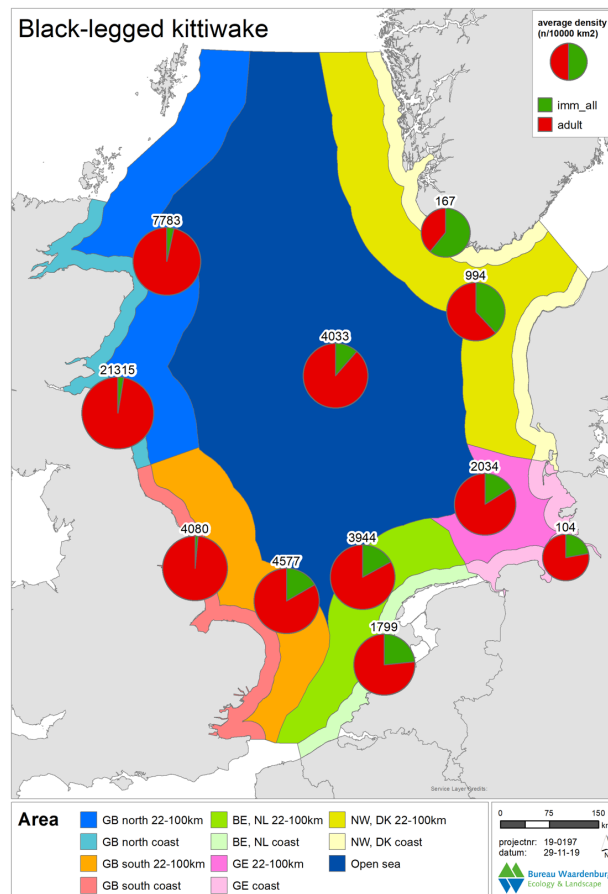 Black-legged kittiwake
average density
(n/10000 km2)
imm_all
adult
167
7783
994
4033
21315
2034
4080
3944
104
4577
1799
Service Layer Credits:
Area
GB north 22-100km
GB north coast
GB south 22-100km
GB south coast
BE, NL 22-100km
BE, NL coast
GE 22-100km
GE coast
NW, DK 22-100km
NW, DK coast
Open sea
0 75 150
projectnr: 19-0197
datum: 29-11-19
Bureau Waardenburg
Ecology & Landscape